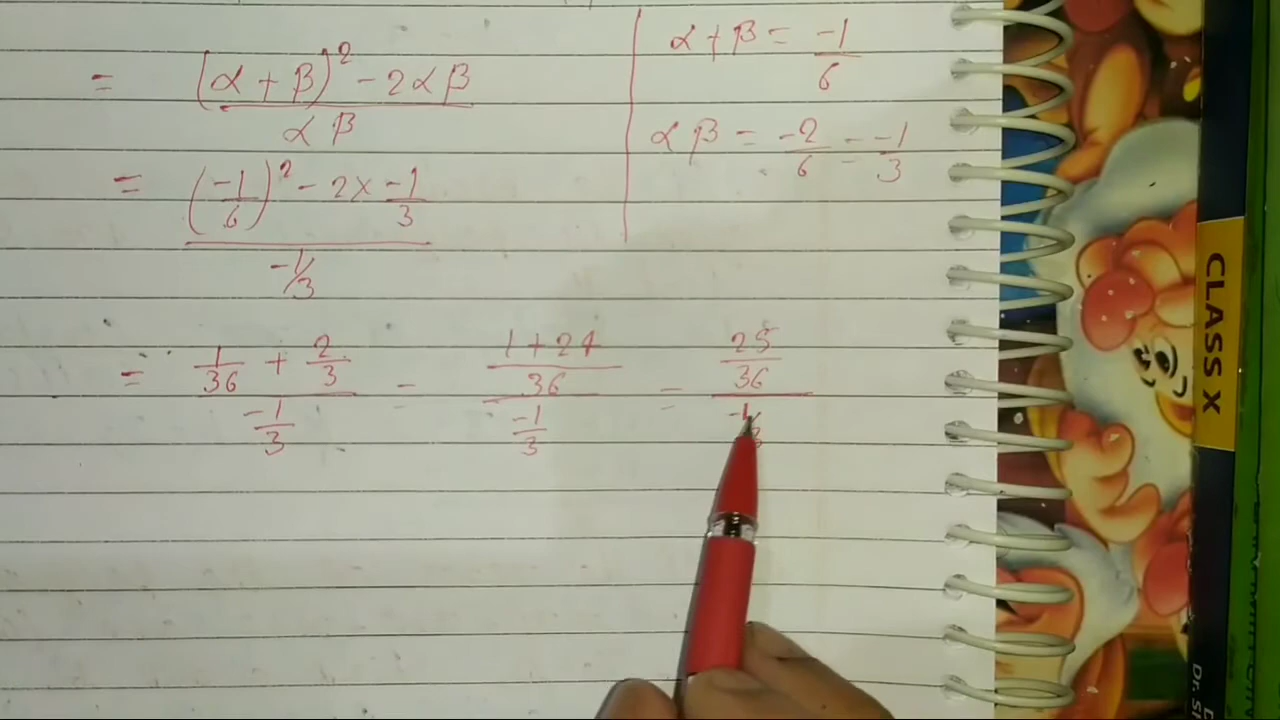 = (α + β)² - 2αβ / αβ
α + β = -1/6
αβ = -2/6 = -1/3
= (-1/6)² - 2 × -1/3 / -1/3
= 1/36 + 2/3 / -1/3 = 1 + 24/36 / -1/3 = 25/36 / -1/3
CLASS X